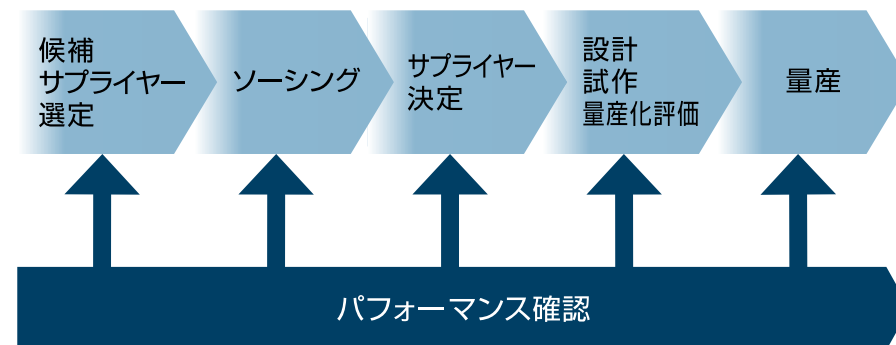 候補
サプライヤー
選定
ソーシング
サプライヤー
決定
設計
試作
量産化評価
量産
パフォーマンス確認